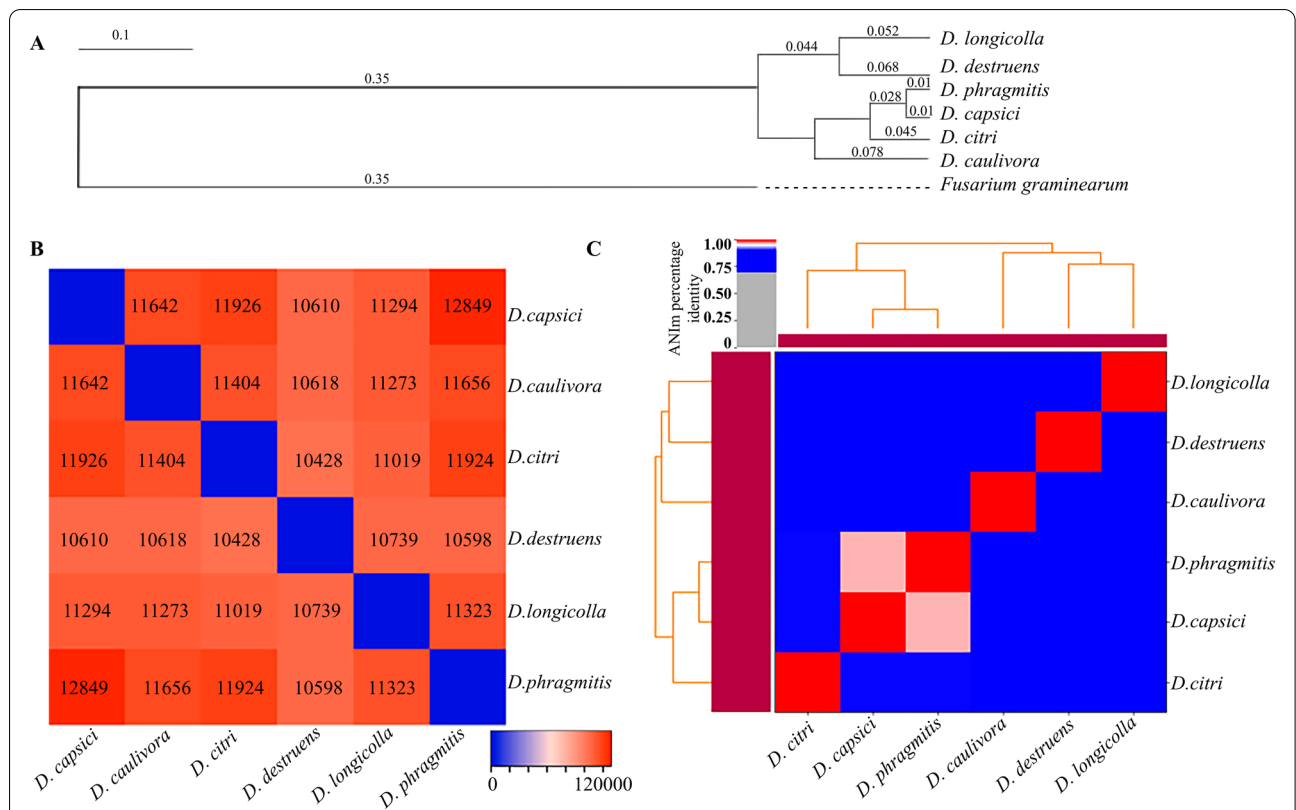 A
0.1
0.35
0.35
0.044
0.052
0.068
0.01
0.028
0.01
0.045
0.078
D. longicolla
D. destruens
D. phragmitis
D. capsici
D. citri
D. caulivora
Fusarium graminearum
B
11642 11926 10610 11294 12849 D.capsici
11642 11404 10618 11273 11656 D.caulivora
11926 11404 10428 11019 11924 D.citri
10610 10618 10428 10739 10598 D.destruens
11294 11273 11019 10739 11323 D.longicolla
12849 11656 11924 10598 11323 D.phragmitis
D. capsici
D. caulivora
D. citri
D. destruens
D. longicolla
D. phragmitis
0 120000
C
ANIm percentage
identity
1.00
0.75
0.50
0.25
0
D.longicolla
D.destruens
D.caulivora
D.phragmitis
D.capsici
D.citri
D. citri
D. capsici
D. phragmitis
D. caulivora
D. destruens
D. longicolla